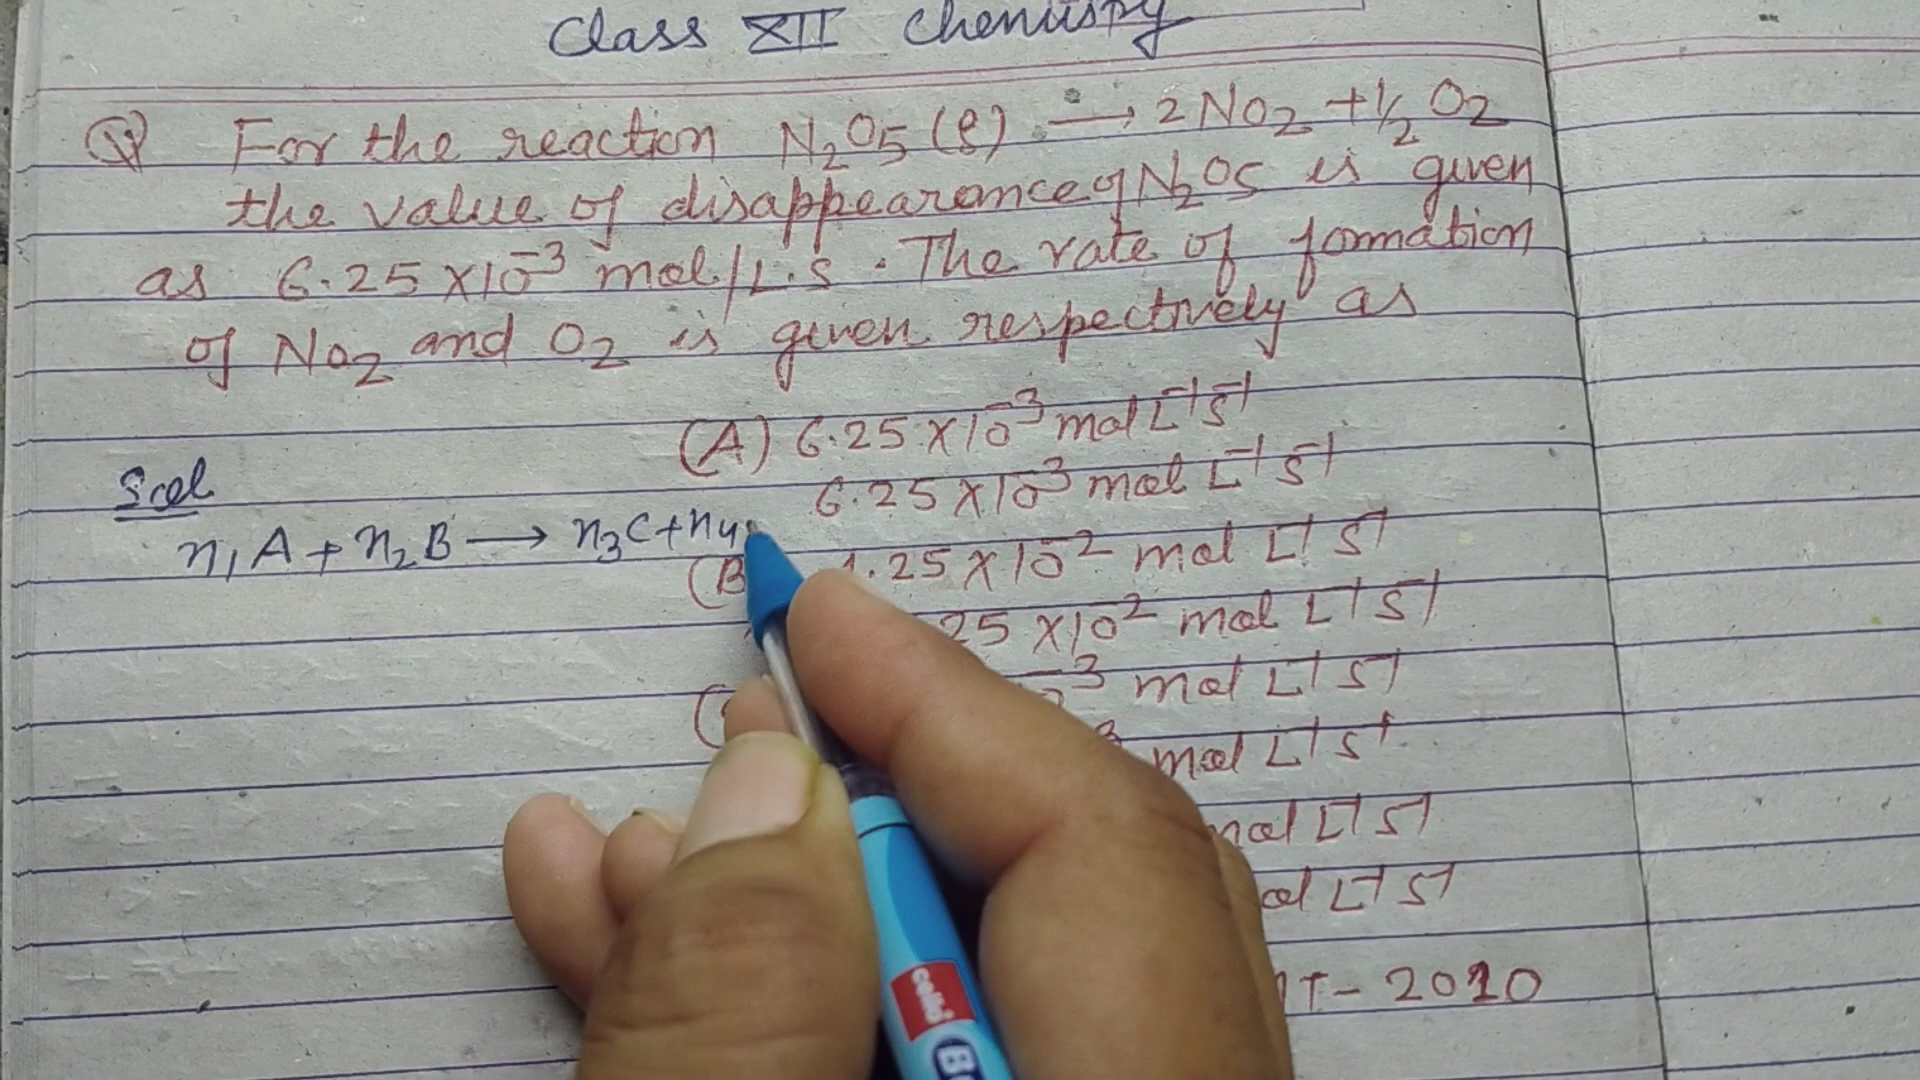 Class XII Chemistry
Q For the reaction N2O5(g) → 2NO2 + 1/2 O2
the value of disappearance of N2O5 is given
as 6.25 × 10⁻³ mol/L.S. The rate of formation
of NO2 and O2 is given respectively as
(A) 6.25 × 10⁻³ mol L⁻¹ S⁻¹
6.25 × 10⁻³ mol L⁻¹ S⁻¹
Sol
n1A + n2B → n3C + n4
(B 1.25 × 10⁻² mol L⁻¹ S⁻¹
25 × 10⁻² mol L⁻¹ S⁻¹
⁻³ mol L⁻¹ S⁻¹
mol L⁻¹ S⁻¹
mol L⁻¹ S⁻¹
L⁻¹ S⁻¹
T - 2010
cello